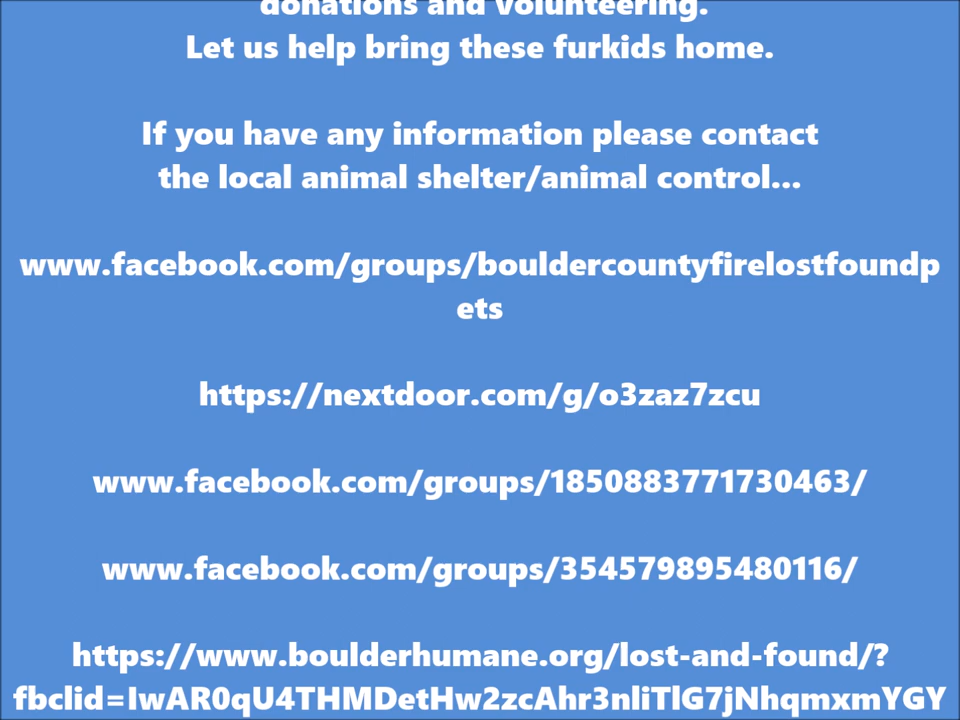 donations and volunteering.
Let us help bring these furkids home.
If you have any information please contact
the local animal shelter/animal control...
www.facebook.com/groups/bouldercountyfirelostfoundp
ets
https://nextdoor.com/g/o3zaz7zcu
www.facebook.com/groups/1850883771730463/
www.facebook.com/groups/354579895480116/
https://www.boulderhumane.org/lost-and-found/?
fbclid=IwAR0qU4THMDetHw2zcAhr3nliTlG7jNhqmxmYGY